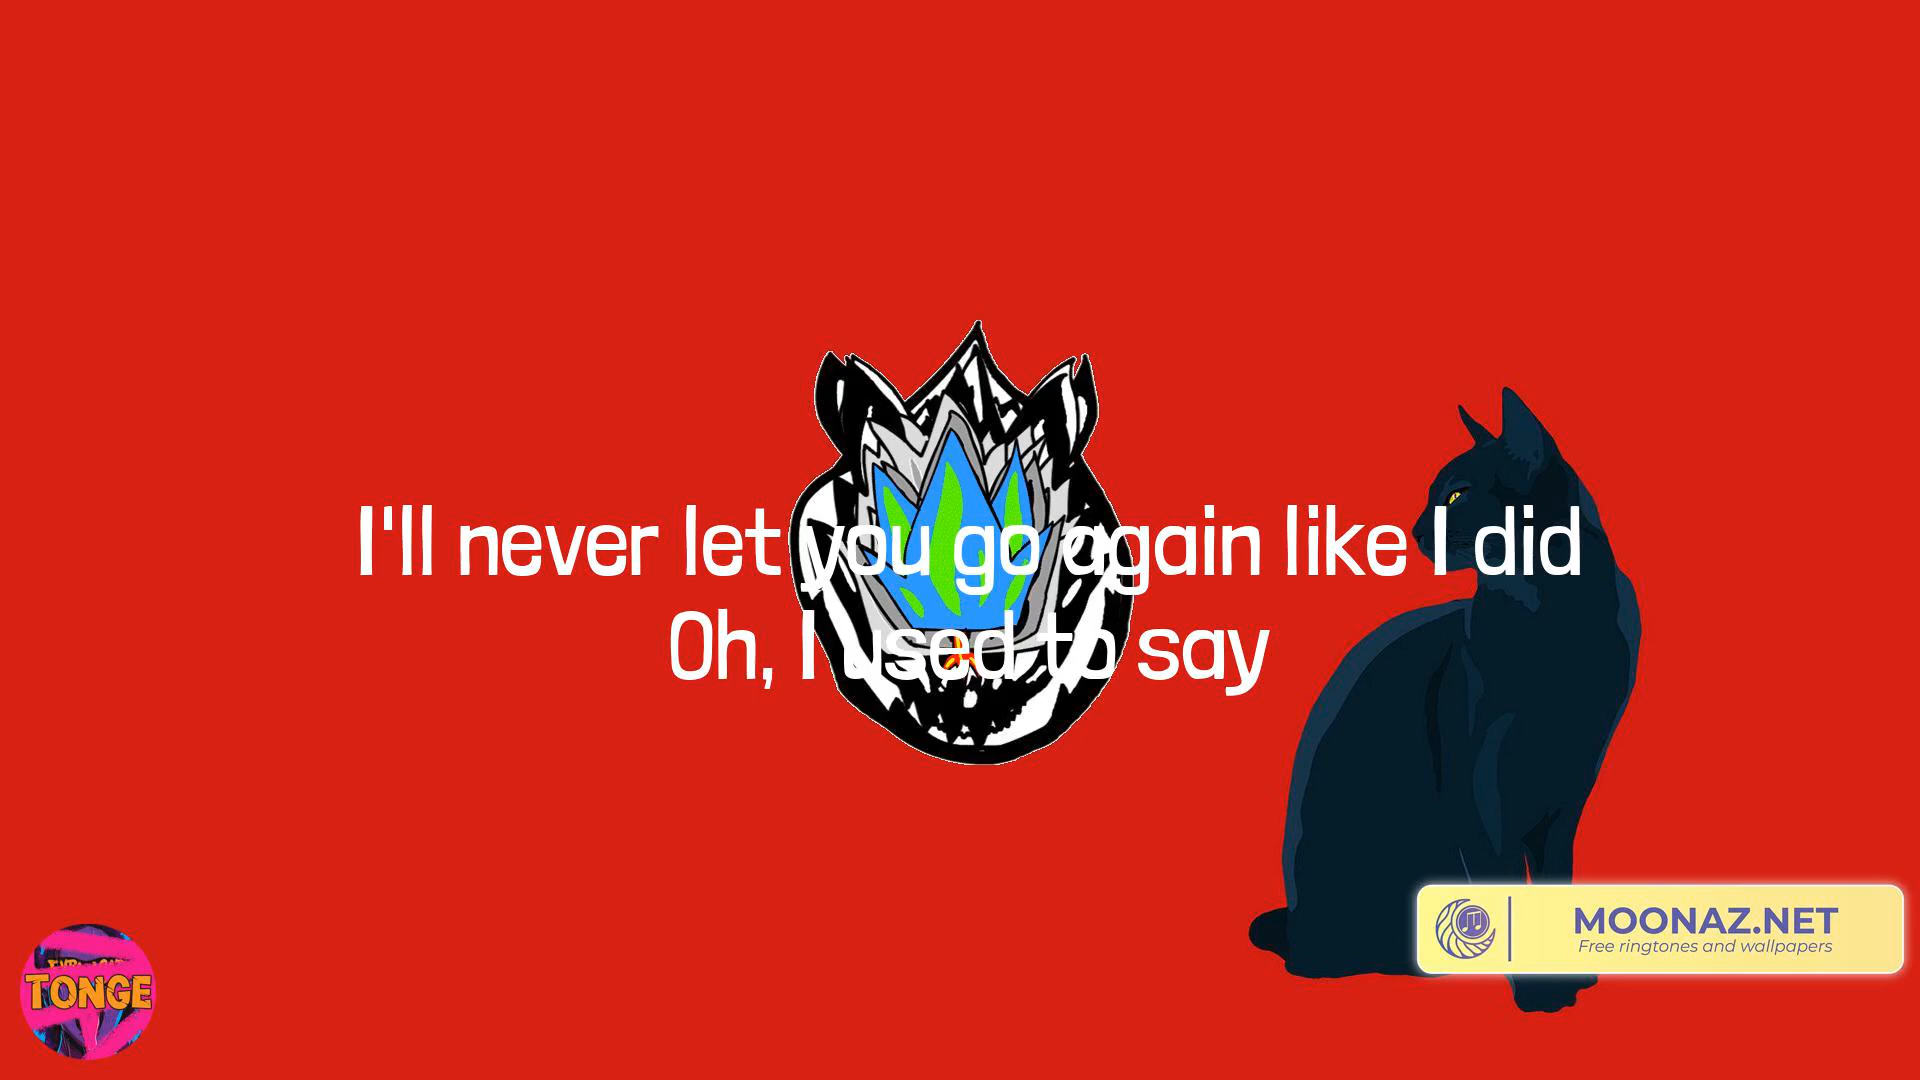 I'll never let you go again like I did
Oh, I used to say
MOONAZ.NET
Free ringtones and wallpapers
TONGE